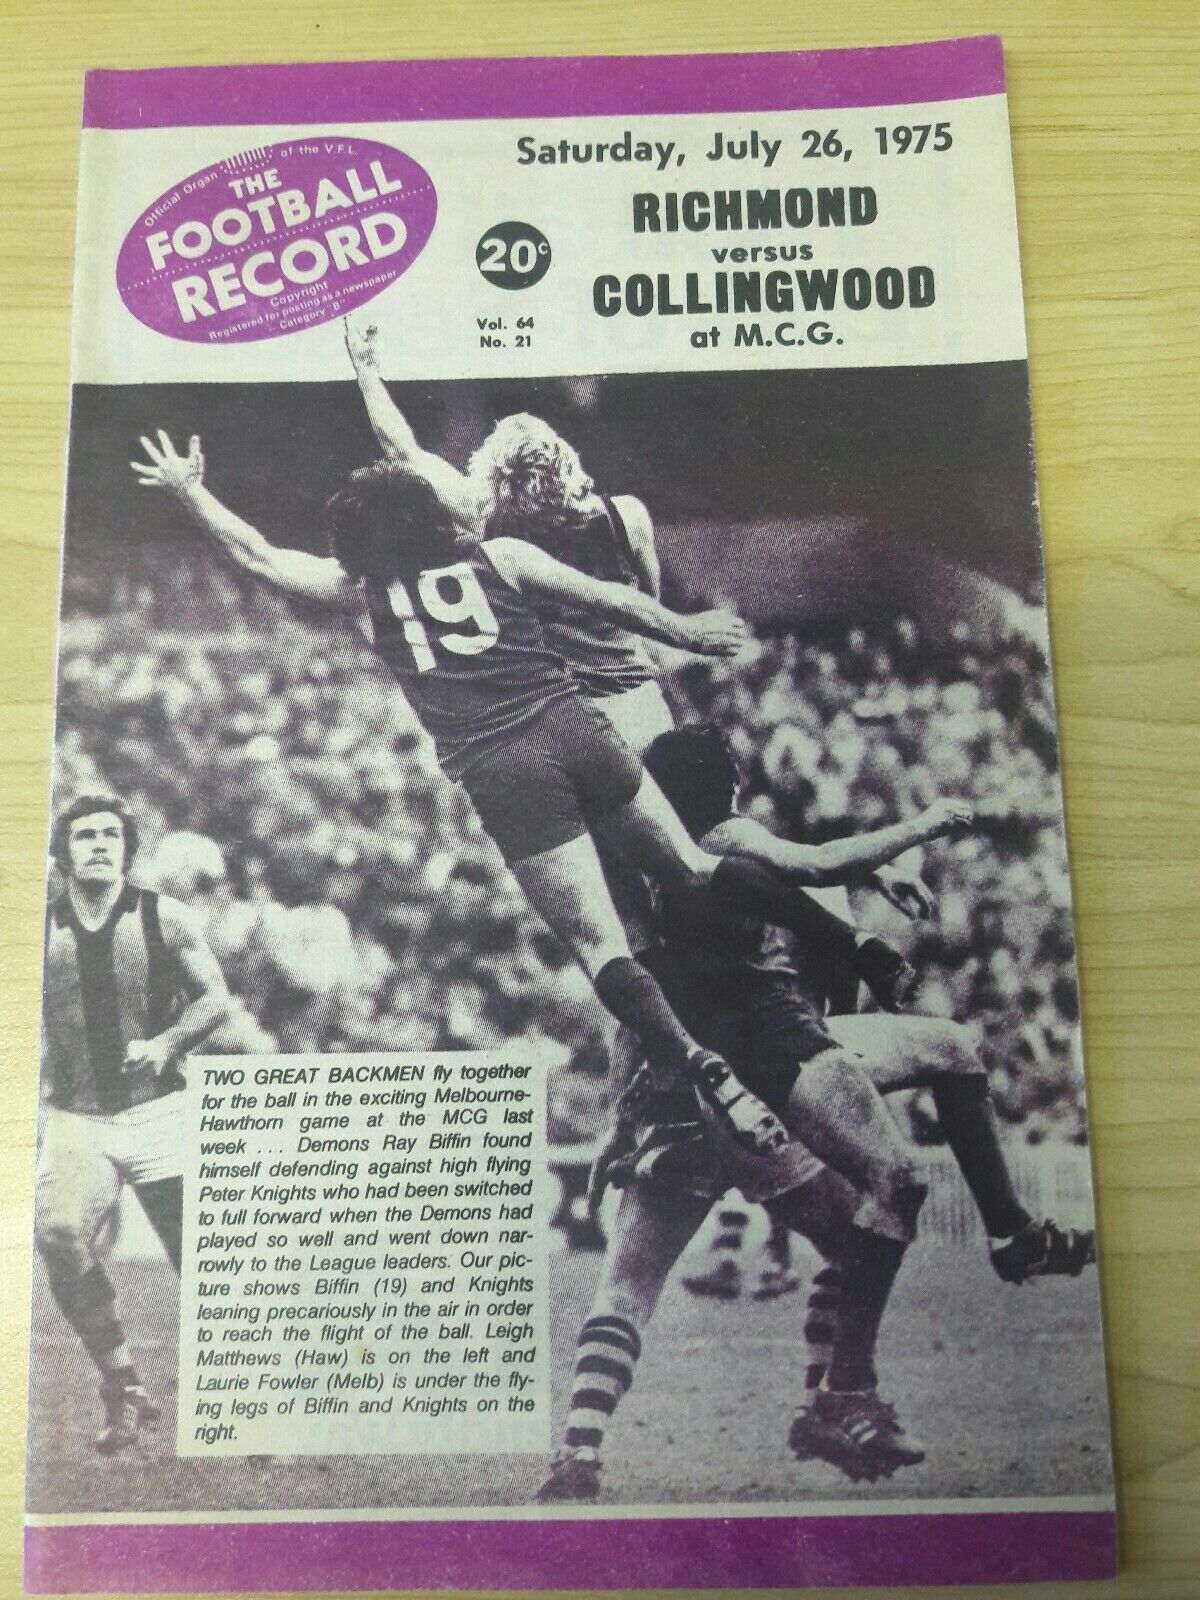 Official Organ of the V.F.L.
THE
FOOTBALL
RECORD
Copyright
Registered for posting as a newspaper
Category "B"
20c
Vol. 64
No. 21
Saturday, July 26, 1975
RICHMOND
versus
COLLINGWOOD
at M.C.G.
19
TWO GREAT BACKMEN fly together
for the ball in the exciting Melbourne-
Hawthorn game at the MCG last
week . . . Demons Ray Biffin found
himself defending against high flying
Peter Knights who had been switched
to full forward when the Demons had
played so well and went down nar-
rowly to the League leaders. Our pic-
ture shows Biffin (19) and Knights
leaning precariously in the air in order
to reach the flight of the ball. Leigh
Matthews (Haw) is on the left and
Laurie Fowler (Melb) is under the fly-
ing legs of Biffin and Knights on the
right.